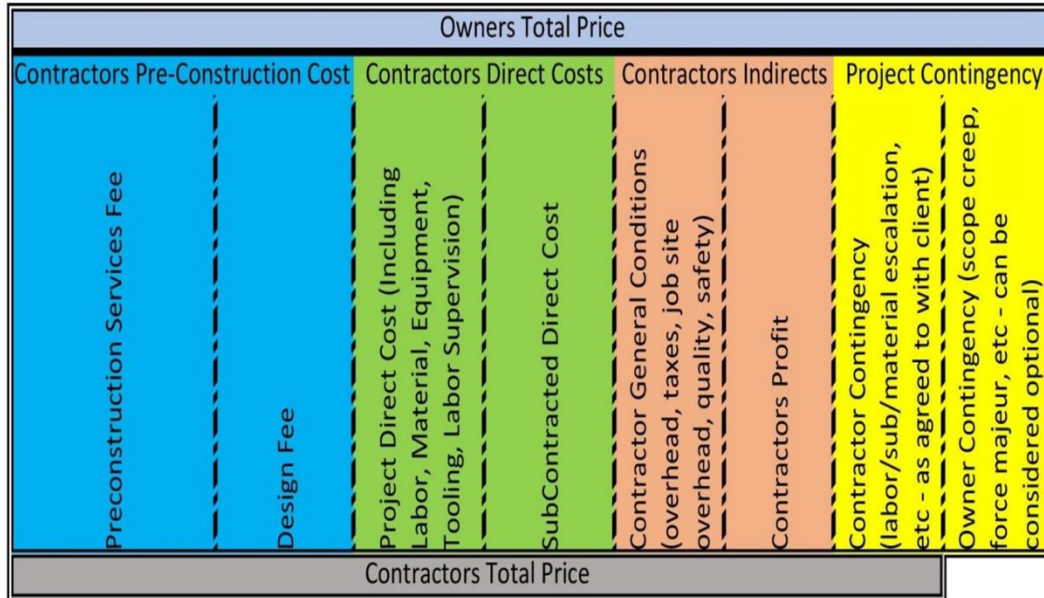 Owners Total Price
Contractors Pre-Construction Cost
Contractors Direct Costs
Contractors Indirects
Project Contingency
Preconstruction Services Fee
Design Fee
Project Direct Cost (Including
Labor, Material, Equipment,
Tooling, Labor Supervision)
SubContracted Direct Cost
Contractor General Conditions
(overhead, taxes, job site
overhead, quality, safety)
Contractors Profit
Contractor Contingency
(labor/sub/material escalation,
etc - as agreed to with client)
Owner Contingency (scope creep,
force majeur, etc - can be
considered optional)
Contractors Total Price